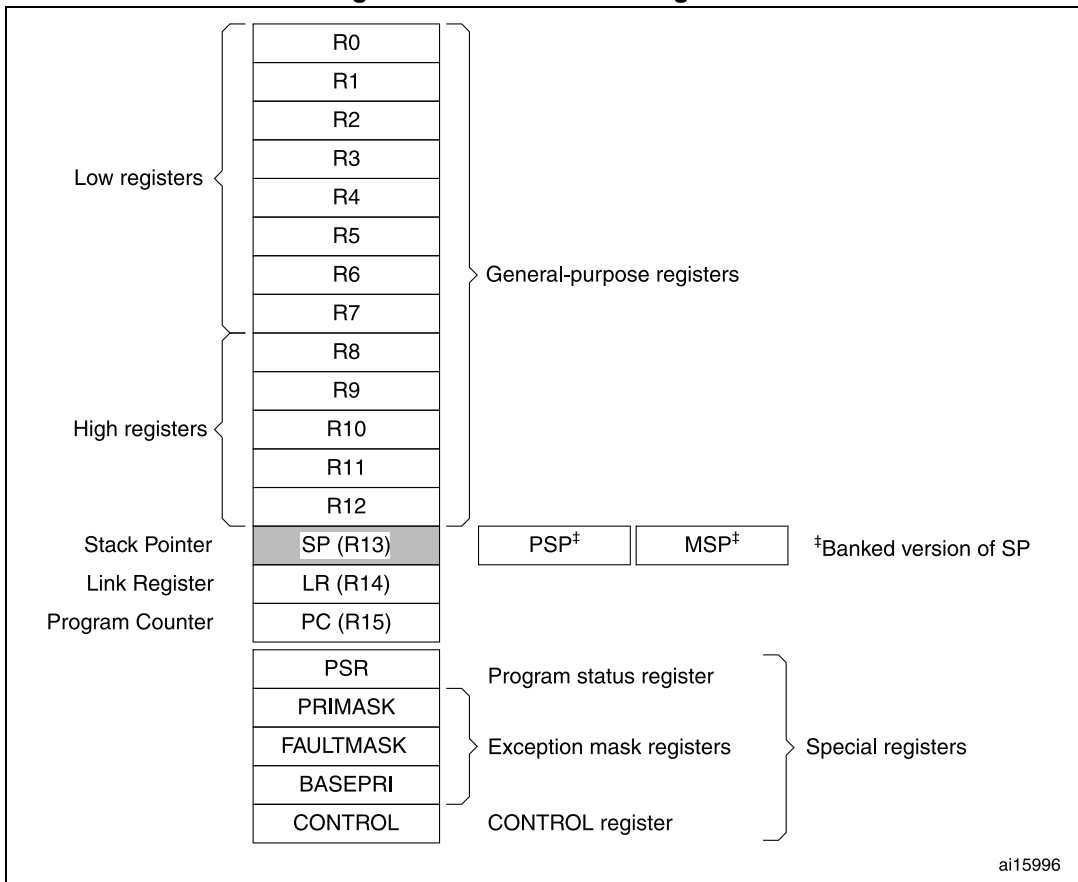 R0
R1
R2
R3
Low registers
R4
R5
R6
General-purpose registers
R7
R8
R9
High registers
R10
R11
R12
Stack Pointer SP (R13) PSP‡ MSP‡ ‡Banked version of SP
Link Register LR (R14)
Program Counter PC (R15)
PSR Program status register
PRIMASK
FAULTMASK Exception mask registers Special registers
BASEPRI
CONTROL CONTROL register
ai15996